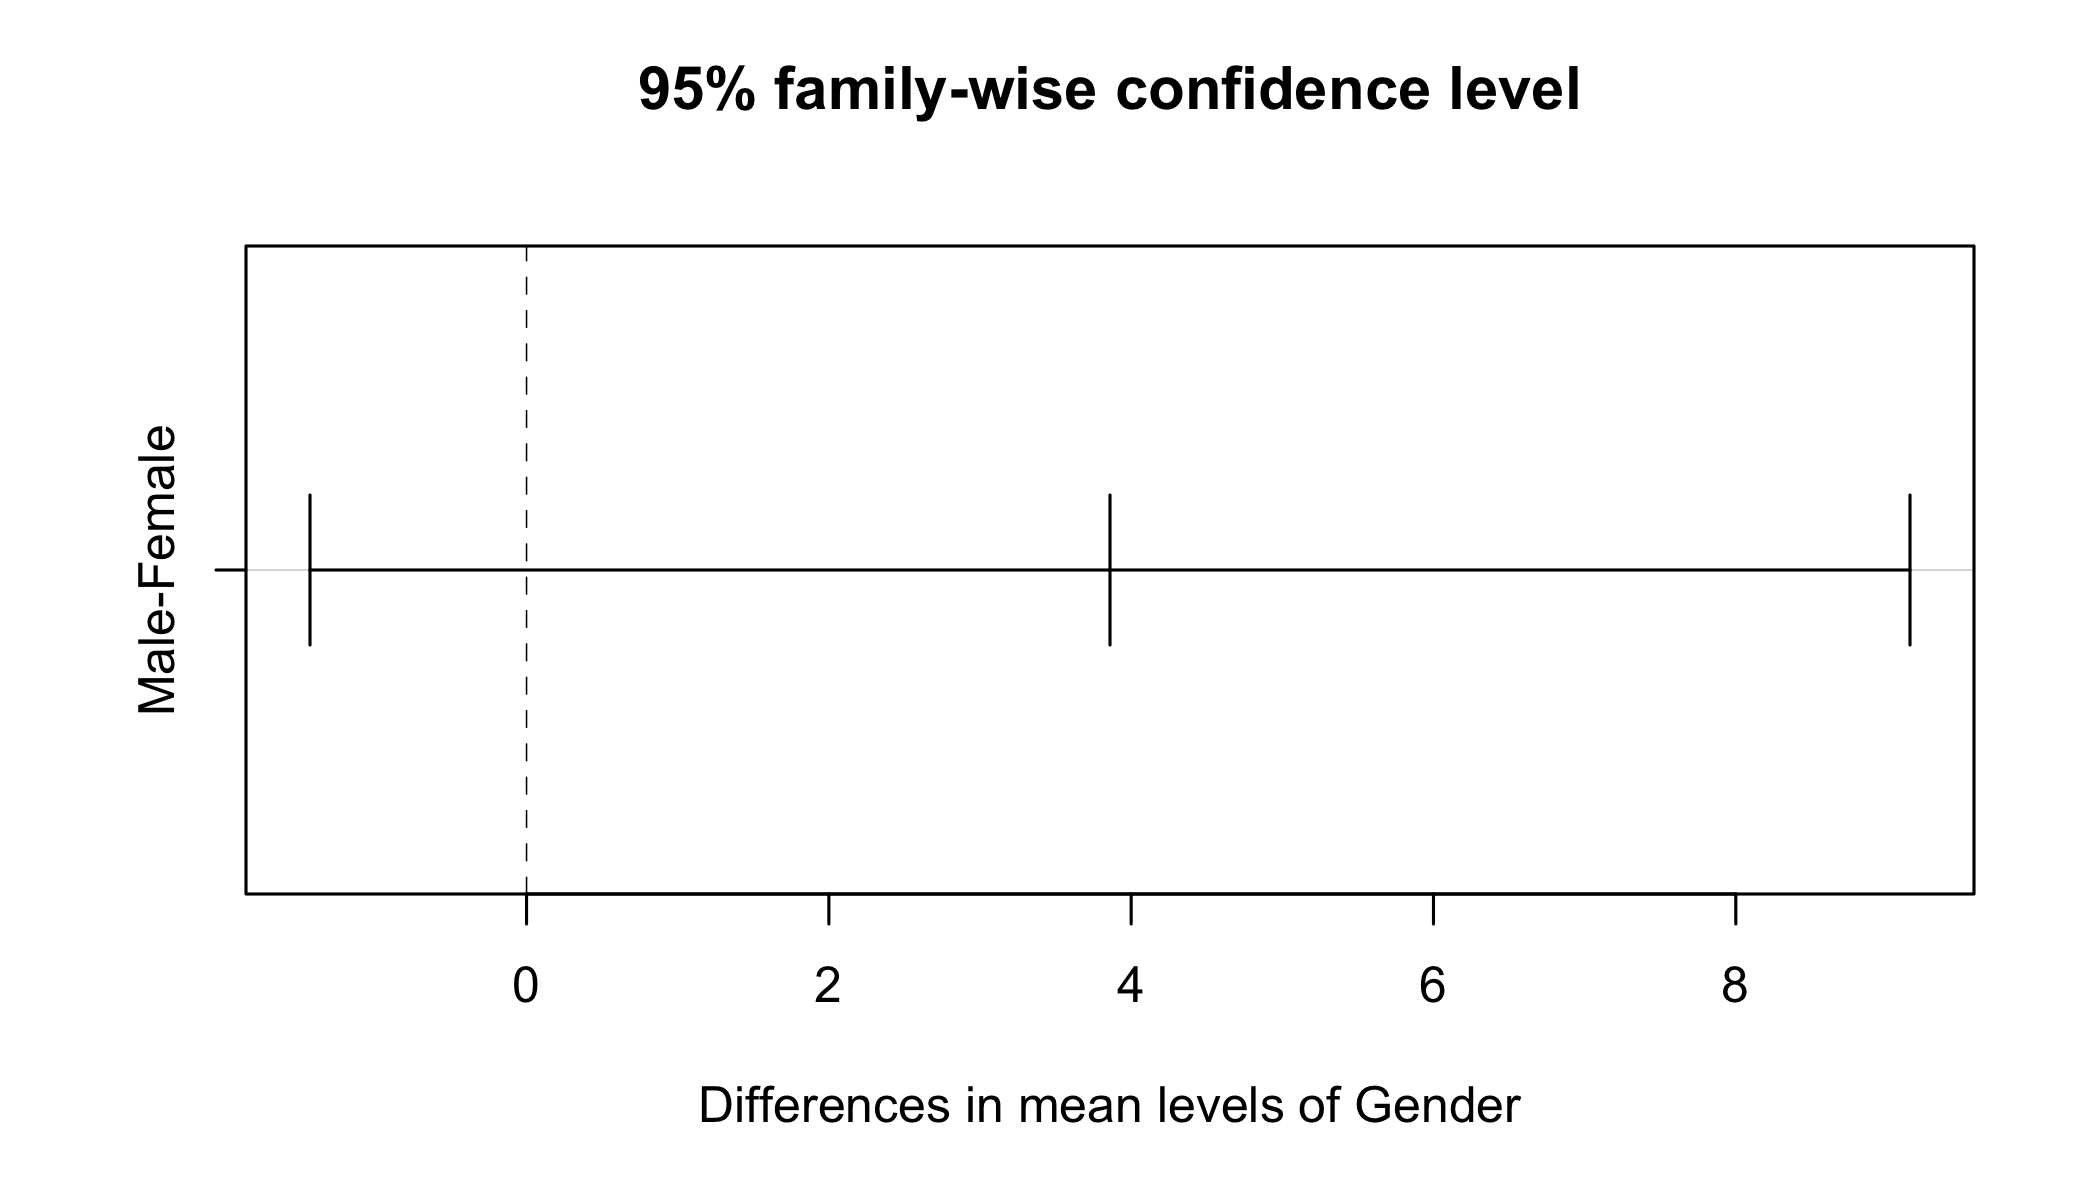 95% family-wise confidence level
Male-Female
0 2 4 6 8
Differences in mean levels of Gender